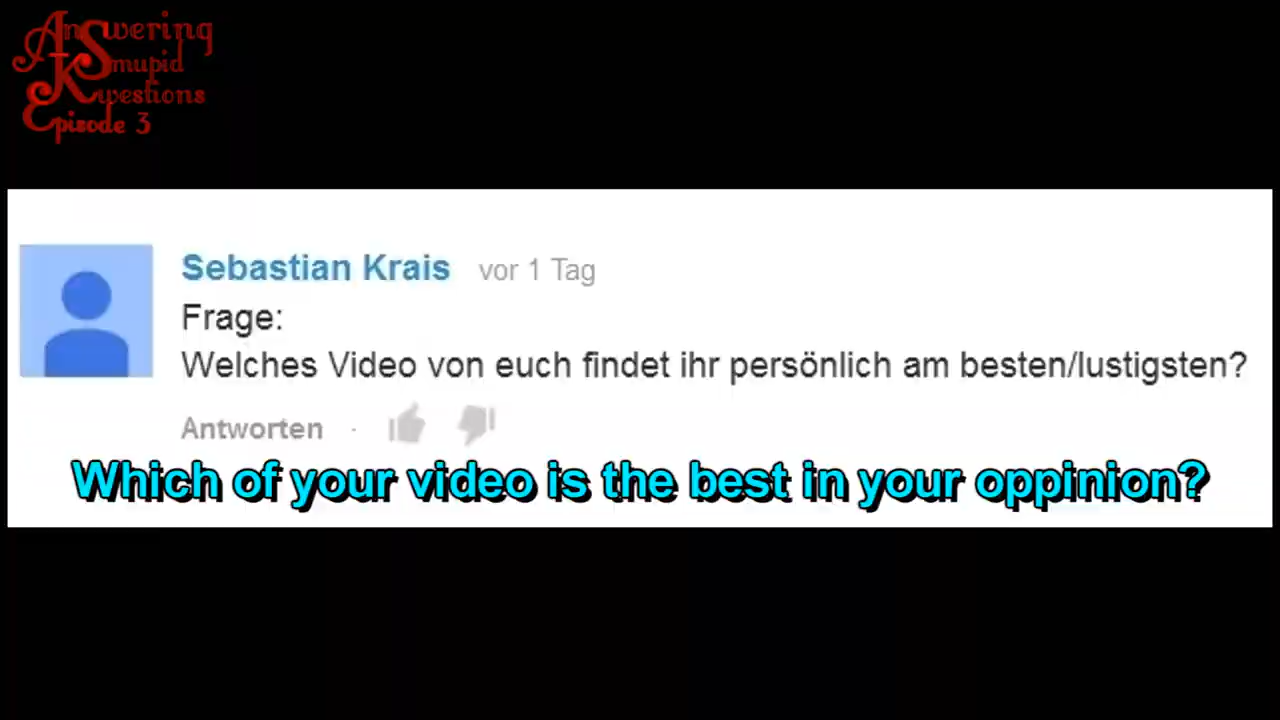 Answering
Smupid
Kwestions
Episode 3
Sebastian Krais vor 1 Tag
Frage:
Welches Video von euch findet ihr persönlich am besten/lustigsten?
Antworten ·
Which of your video is the best in your oppinion?